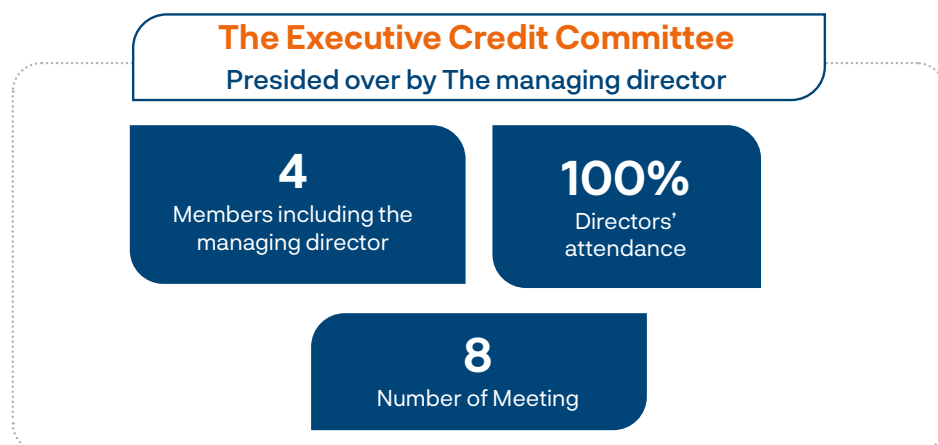 The Executive Credit Committee
Presided over by The managing director
4
Members including the
managing director
100%
Directors’
attendance
8
Number of Meeting